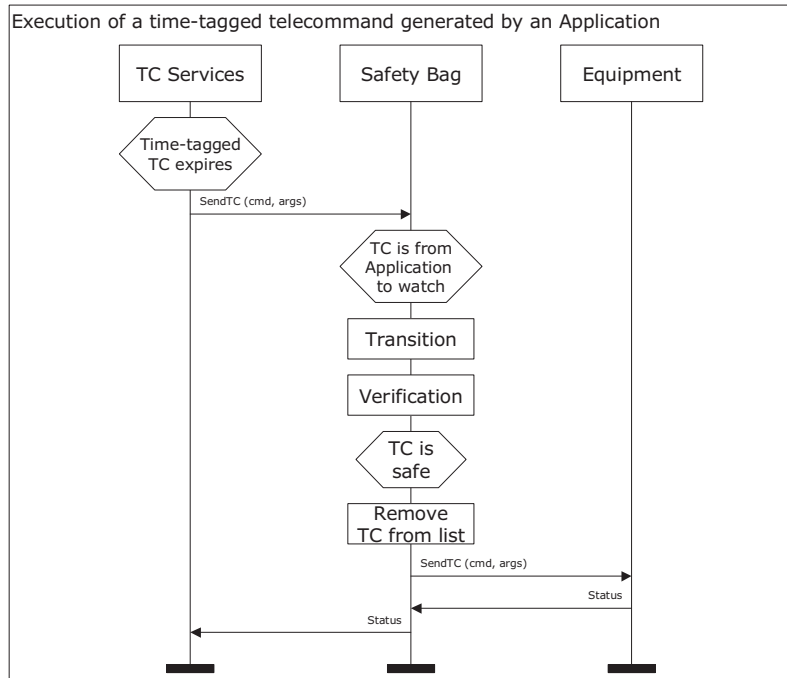 Execution of a time-tagged telecommand generated by an Application
TC Services
Safety Bag
Equipment
Time-tagged
TC expires
SendTC (cmd, args)
TC is from
Application
to watch
Transition
Verification
TC is
safe
Remove
TC from list
SendTC (cmd, args)
Status
Status